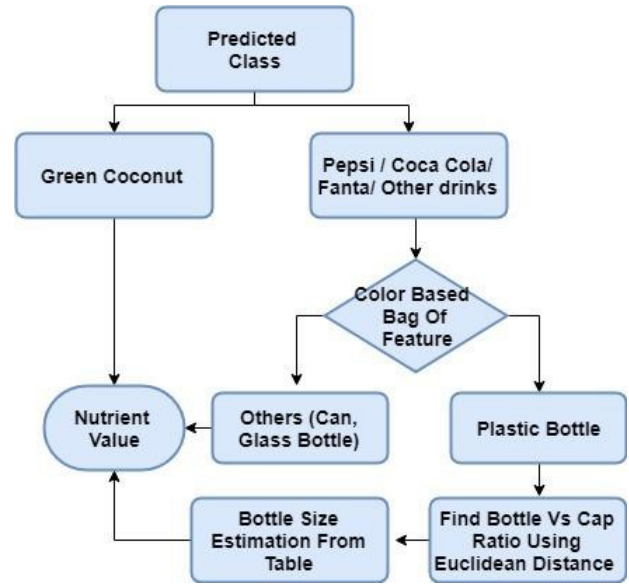 Predicted
Class
Green Coconut
Pepsi / Coca Cola/
Fanta/ Other drinks
Color Based
Bag Of
Feature
Nutrient
Value
Others (Can,
Glass Bottle)
Plastic Bottle
Bottle Size
Estimation From
Table
Find Bottle Vs Cap
Ratio Using
Euclidean Distance